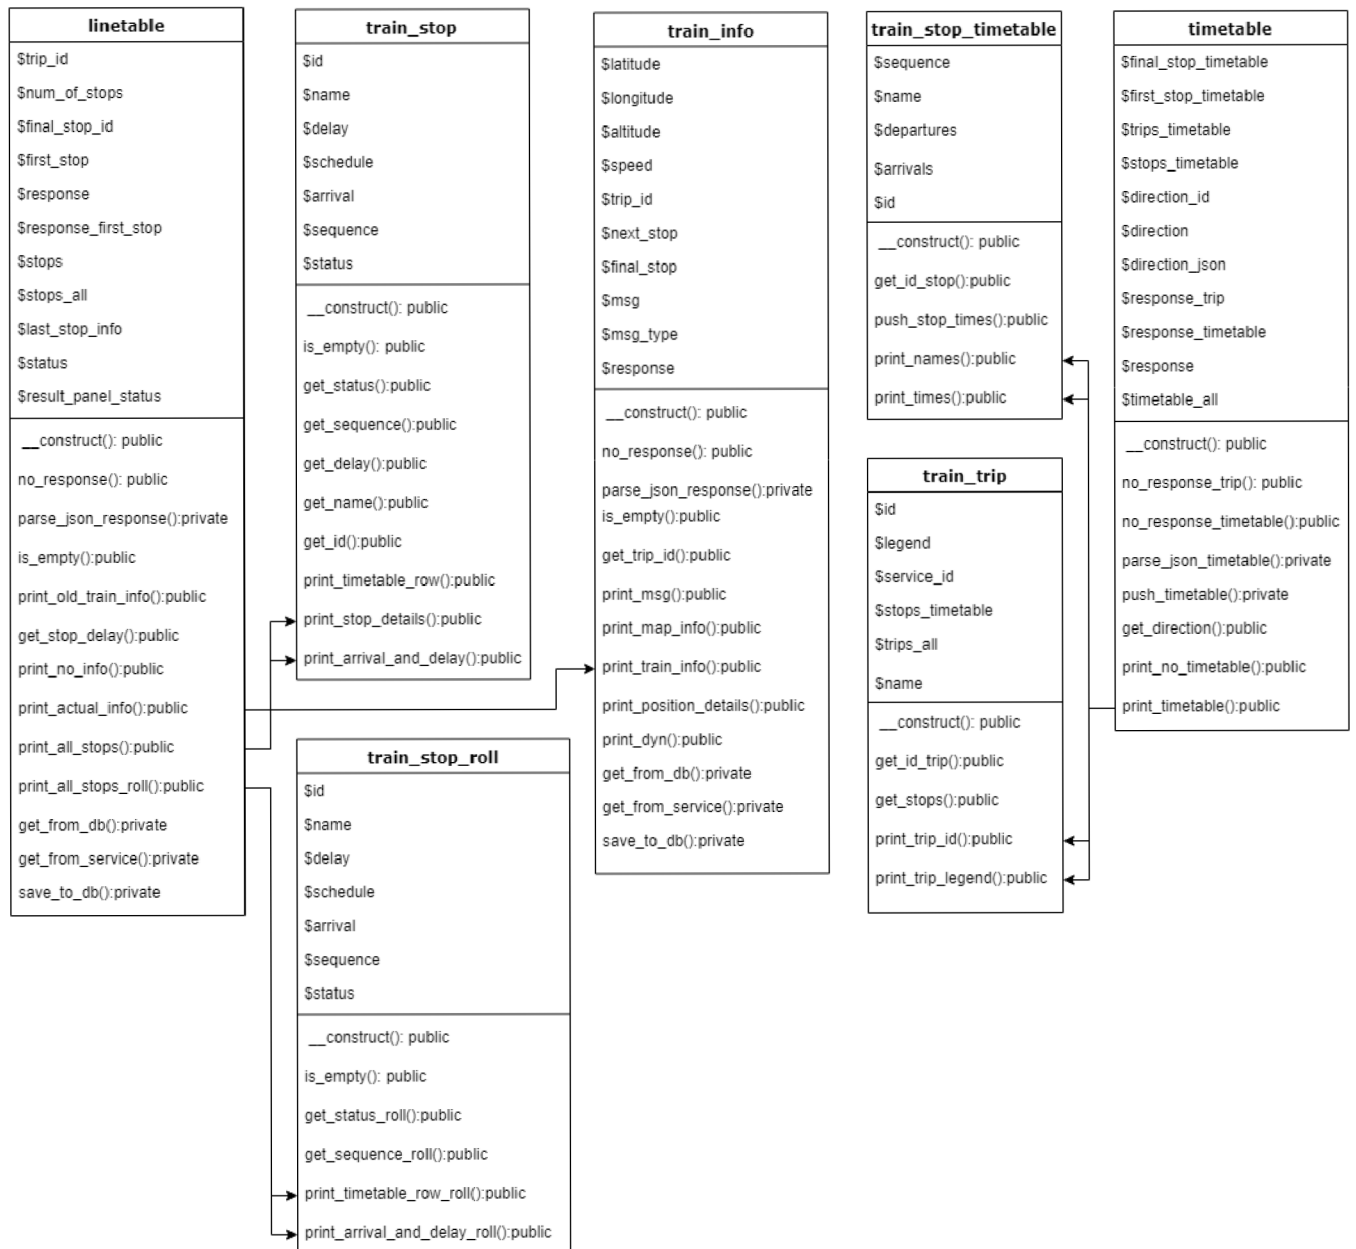 linetable
$trip_id
$num_of_stops
$final_stop_id
$first_stop
$response
$response_first_stop
$stops
$stops_all
$last_stop_info
$status
$result_panel_status
__construct(): public
no_response(): public
parse_json_response():private
is_empty():public
print_old_train_info():public
get_stop_delay():public
print_no_info():public
print_actual_info():public
print_all_stops():public
print_all_stops_roll():public
get_from_db():private
get_from_service():private
save_to_db():private
train_stop
$id
$name
$delay
$schedule
$arrival
$sequence
$status
__construct(): public
is_empty(): public
get_status():public
get_sequence():public
get_delay():public
get_name():public
get_id():public
print_timetable_row():public
print_stop_details():public
print_arrival_and_delay():public
train_stop_roll
$id
$name
$delay
$schedule
$arrival
$sequence
$status
__construct(): public
is_empty(): public
get_status_roll():public
get_sequence_roll():public
print_timetable_row_roll():public
print_arrival_and_delay_roll():public
train_info
$latitude
$longitude
$altitude
$speed
$trip_id
$next_stop
$final_stop
$msg
$msg_type
$response
__construct(): public
no_response(): public
parse_json_response():private
is_empty():public
get_trip_id():public
print_msg():public
print_map_info():public
print_train_info():public
print_position_details():public
print_dyn():public
get_from_db():private
get_from_service():private
save_to_db():private
train_stop_timetable
$sequence
$name
$departures
$arrivals
$id
__construct(): public
get_id_stop():public
push_stop_times():public
print_names():public
print_times():public
train_trip
$id
$legend
$service_id
$stops_timetable
$trips_all
$name
__construct(): public
get_id_trip():public
get_stops():public
print_trip_id():public
print_trip_legend():public
timetable
$final_stop_timetable
$first_stop_timetable
$trips_timetable
$stops_timetable
$direction_id
$direction
$direction_json
$response_trip
$response_timetable
$response
$timetable_all
__construct(): public
no_response_trip(): public
no_response_timetable():public
parse_json_timetable():private
push_timetable():private
get_direction():public
print_no_timetable():public
print_timetable():public